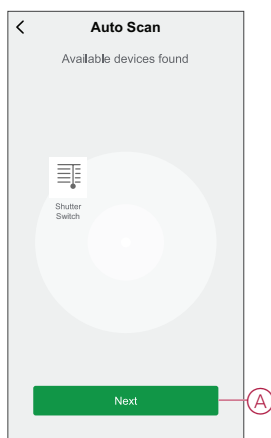 Auto Scan
Available devices found
Shutter
Switch
Next
A